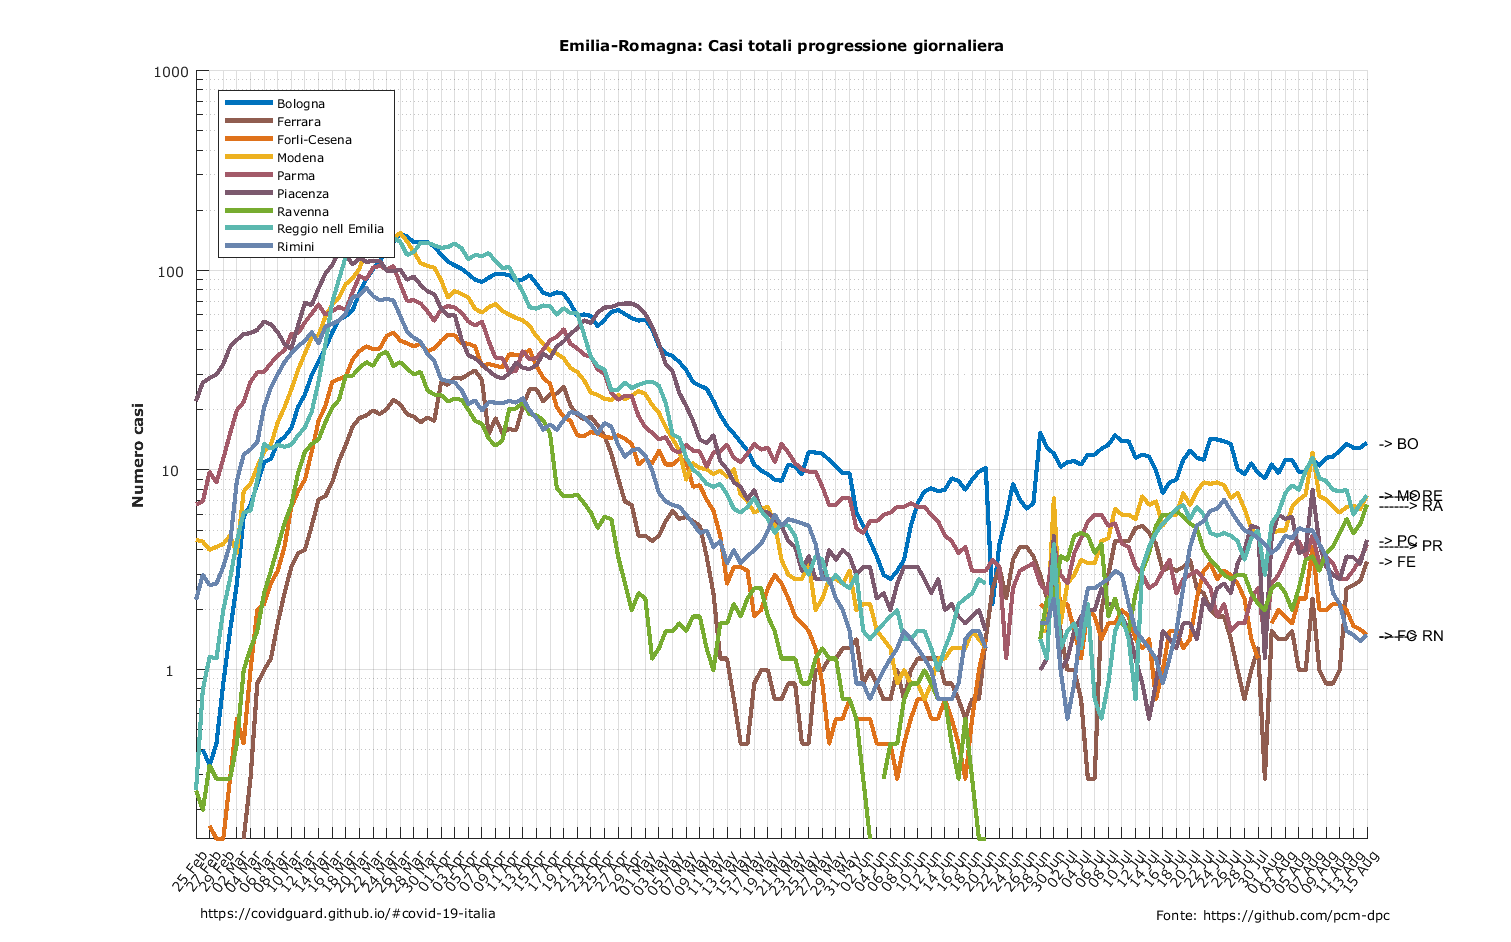 Emilia-Romagna: Casi totali progressione giornaliera
1000
100
10
1
Numero casi
Bologna
Ferrara
Forli-Cesena
Modena
Parma
Piacenza
Ravenna
Reggio nell Emilia
Rimini
-> BO
RE
-----> RA
-> PC
-----> PR
-> FE
RN
25 Feb
27 Feb
29 Feb
02 Mar
04 Mar
06 Mar
08 Mar
10 Mar
12 Mar
14 Mar
16 Mar
18 Mar
20 Mar
22 Mar
24 Mar
26 Mar
28 Mar
30 Mar
01 Apr
03 Apr
05 Apr
07 Apr
09 Apr
11 Apr
13 Apr
15 Apr
17 Apr
19 Apr
21 Apr
23 Apr
25 Apr
27 Apr
29 Apr
01 May
03 May
05 May
07 May
09 May
11 May
13 May
15 May
17 May
19 May
21 May
23 May
25 May
27 May
29 May
31 May
02 Jun
04 Jun
06 Jun
08 Jun
10 Jun
12 Jun
14 Jun
16 Jun
18 Jun
20 Jun
22 Jun
24 Jun
26 Jun
28 Jun
30 Jun
02 Jul
04 Jul
06 Jul
08 Jul
10 Jul
12 Jul
14 Jul
16 Jul
18 Jul
20 Jul
22 Jul
24 Jul
26 Jul
28 Jul
30 Jul
01 Aug
03 Aug
05 Aug
07 Aug
09 Aug
11 Aug
13 Aug
15 Aug
https://covidguard.github.io/#covid-19-italia
Fonte: https://github.com/pcm-dpc